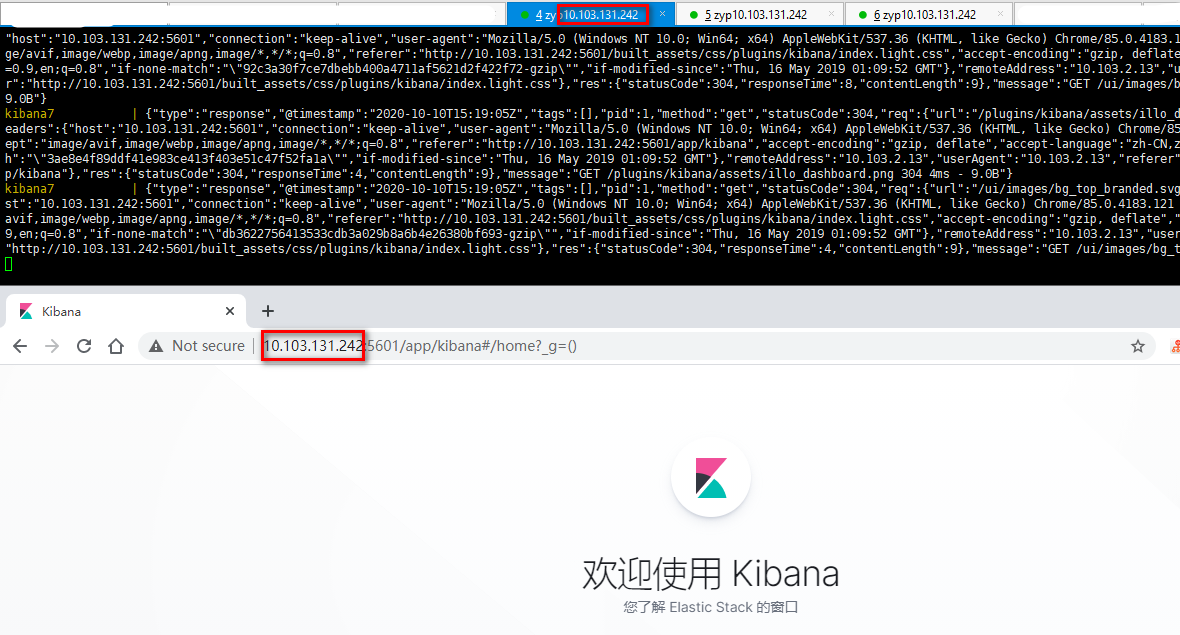 4 zyp10.103.131.242
5 zyp10.103.131.242
6 zyp10.103.131.242
"host":"10.103.131.242:5601","connection":"keep-alive","user-agent":"Mozilla/5.0 (Windows NT 10.0; Win64; x64) AppleWebKit/537.36 (KHTML, like Gecko) Chrome/85.0.4183.1
ge/avif,image/webp,image/apng,image/*,*/*;q=0.8","referer":"http://10.103.131.242:5601/built_assets/css/plugins/kibana/index.light.css","accept-encoding":"gzip, deflate
=0.9,en;q=0.8","if-none-match":"\"92c3a30f7ce7dbebb400a4711af5621d2f422f72-gzip\"","if-modified-since":"Thu, 16 May 2019 01:09:52 GMT"},"remoteAddress":"10.103.2.13","u
r":"http://10.103.131.242:5601/built_assets/css/plugins/kibana/index.light.css"},"res":{"statusCode":304,"responseTime":8,"contentLength":9},"message":"GET /ui/images/b
9.0B"}
kibana7 | {"type":"response","@timestamp":"2020-10-10T15:19:05Z","tags":[],"pid":1,"method":"get","statusCode":304,"req":{"url":"/plugins/kibana/assets/illo_d
eaders":{"host":"10.103.131.242:5601","connection":"keep-alive","user-agent":"Mozilla/5.0 (Windows NT 10.0; Win64; x64) AppleWebKit/537.36 (KHTML, like Gecko) Chrome/85
ept":"image/avif,image/webp,image/apng,image/*,*/*;q=0.8","referer":"http://10.103.131.242:5601/app/kibana","accept-encoding":"gzip, deflate","accept-language":"zh-CN,z
h":"\"3ae8e4f89ddf41e983ce413f403e51c47f52fa1a\"","if-modified-since":"Thu, 16 May 2019 01:09:52 GMT"},"remoteAddress":"10.103.2.13","userAgent":"10.103.2.13","referer"
p/kibana"},"res":{"statusCode":304,"responseTime":4,"contentLength":9},"message":"GET /plugins/kibana/assets/illo_dashboard.png 304 4ms - 9.0B"}
kibana7 | {"type":"response","@timestamp":"2020-10-10T15:19:05Z","tags":[],"pid":1,"method":"get","statusCode":304,"req":{"url":"/ui/images/bg_top_branded.svg
st":"10.103.131.242:5601","connection":"keep-alive","user-agent":"Mozilla/5.0 (Windows NT 10.0; Win64; x64) AppleWebKit/537.36 (KHTML, like Gecko) Chrome/85.0.4183.121
avif,image/webp,image/apng,image/*,*/*;q=0.8","referer":"http://10.103.131.242:5601/built_assets/css/plugins/kibana/index.light.css","accept-encoding":"gzip, deflate","
9,en;q=0.8","if-none-match":"\"db3622756413533cdb3a029b8a6b4e26380bf693-gzip\"","if-modified-since":"Thu, 16 May 2019 01:09:52 GMT"},"remoteAddress":"10.103.2.13","user
"http://10.103.131.242:5601/built_assets/css/plugins/kibana/index.light.css"},"res":{"statusCode":304,"responseTime":4,"contentLength":9},"message":"GET /ui/images/bg_t
Kibana
Not secure | 10.103.131.242:5601/app/kibana#/home?_g=()
欢迎使用 Kibana
您了解 Elastic Stack 的窗口